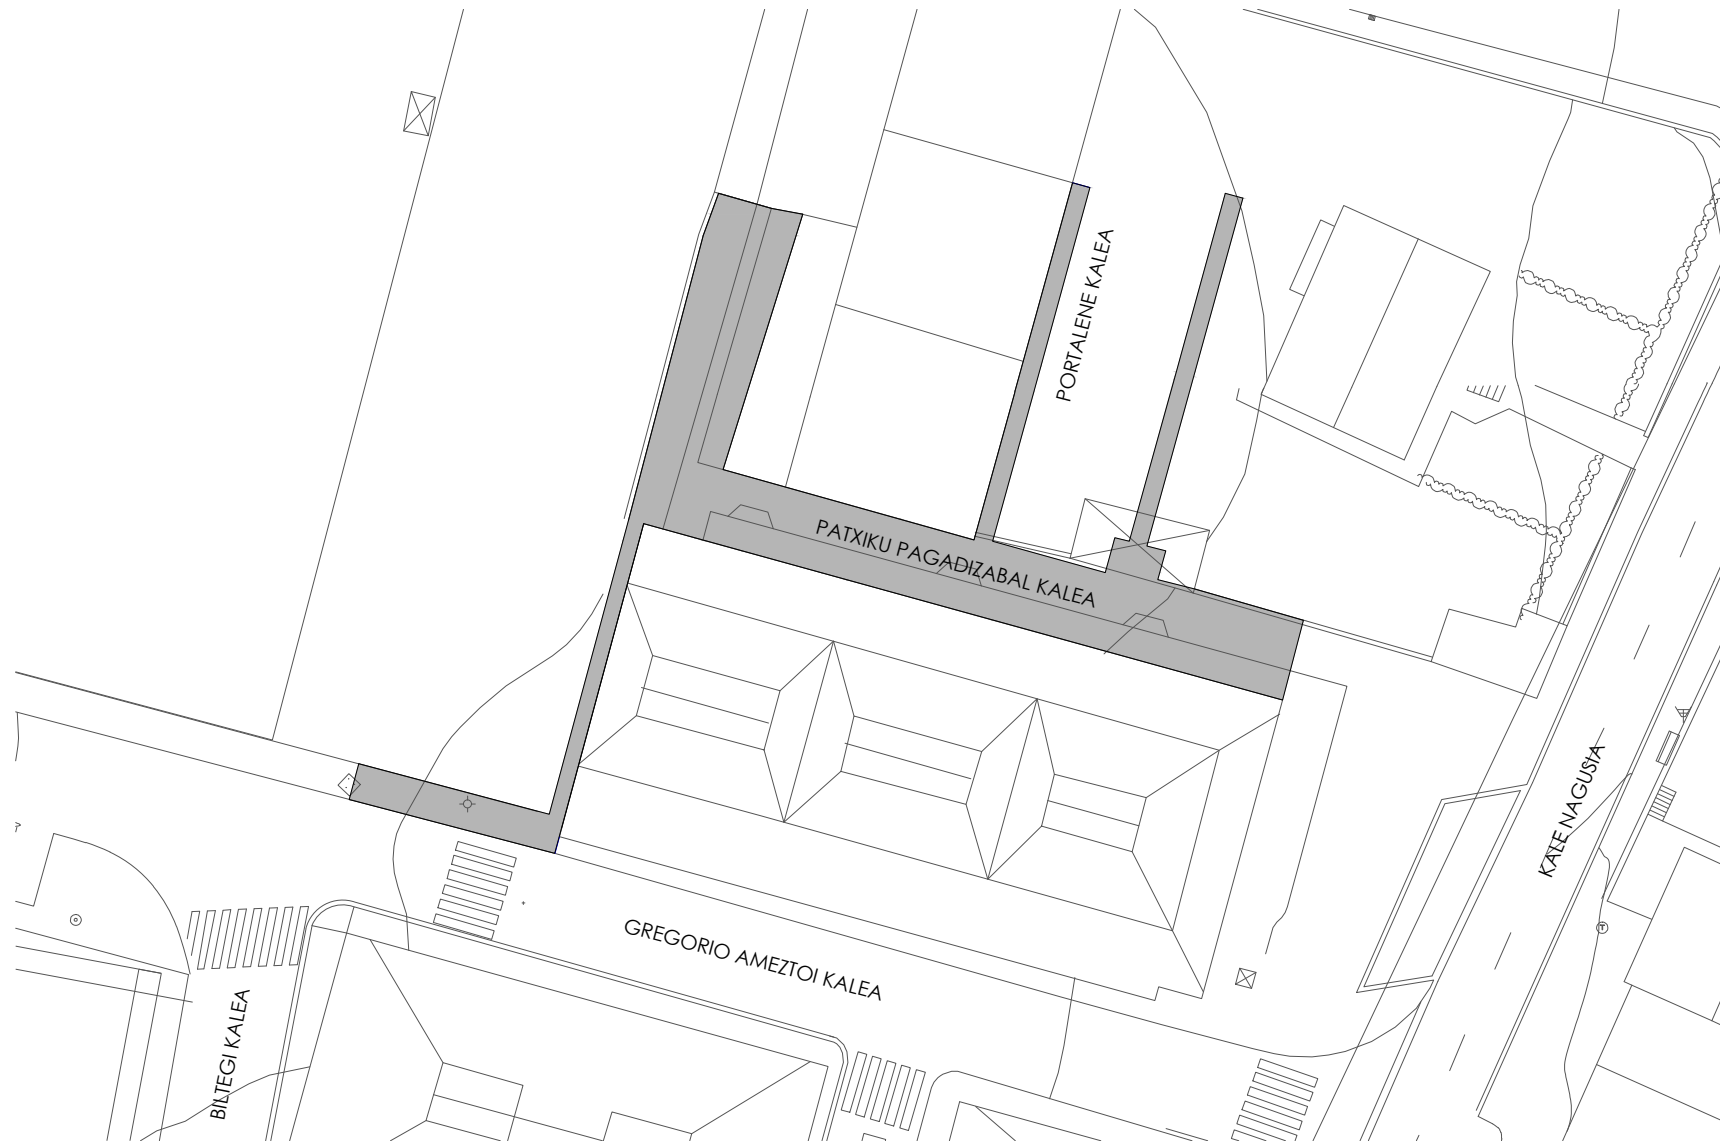 PORTALENE KALEA
PATXIKU PAGADIZABAL KALEA
KALE NAGUSIA
GREGORIO AMEZTOI KALEA
BILTEGI KALEA